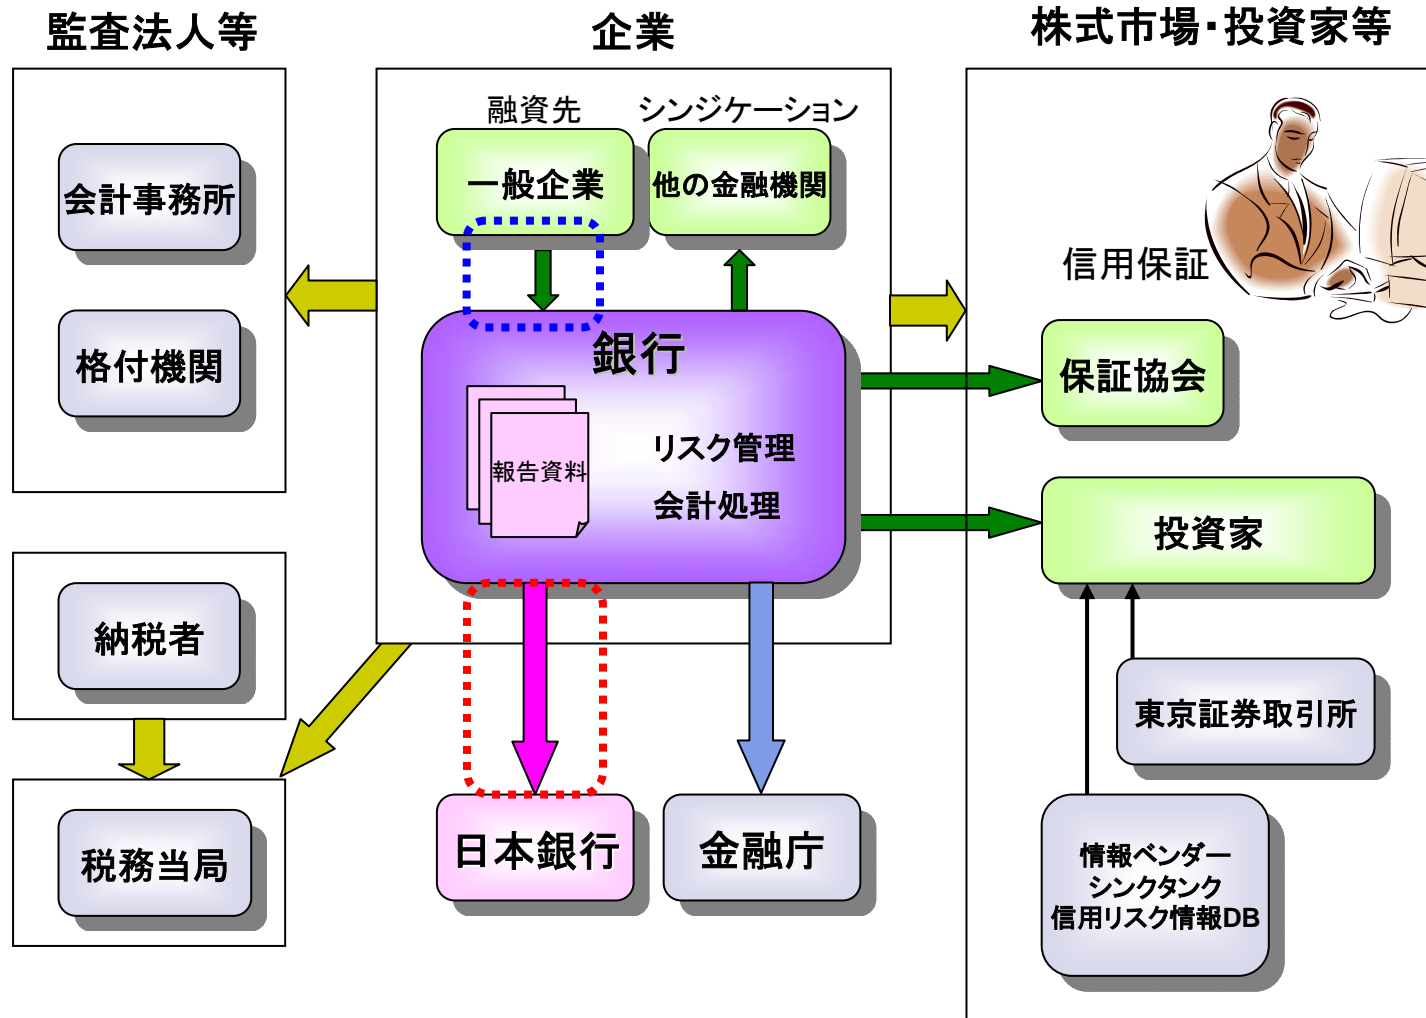 監査法人等
企業
株式市場・投資家等
融資先
シンジケーション
会計事務所
一般企業
他の金融機関
信用保証
格付機関
銀行
保証協会
報告資料
リスク管理
会計処理
投資家
納税者
東京証券取引所
税務当局
日本銀行
金融庁
情報ベンダー
シンクタンク
信用リスク情報DB